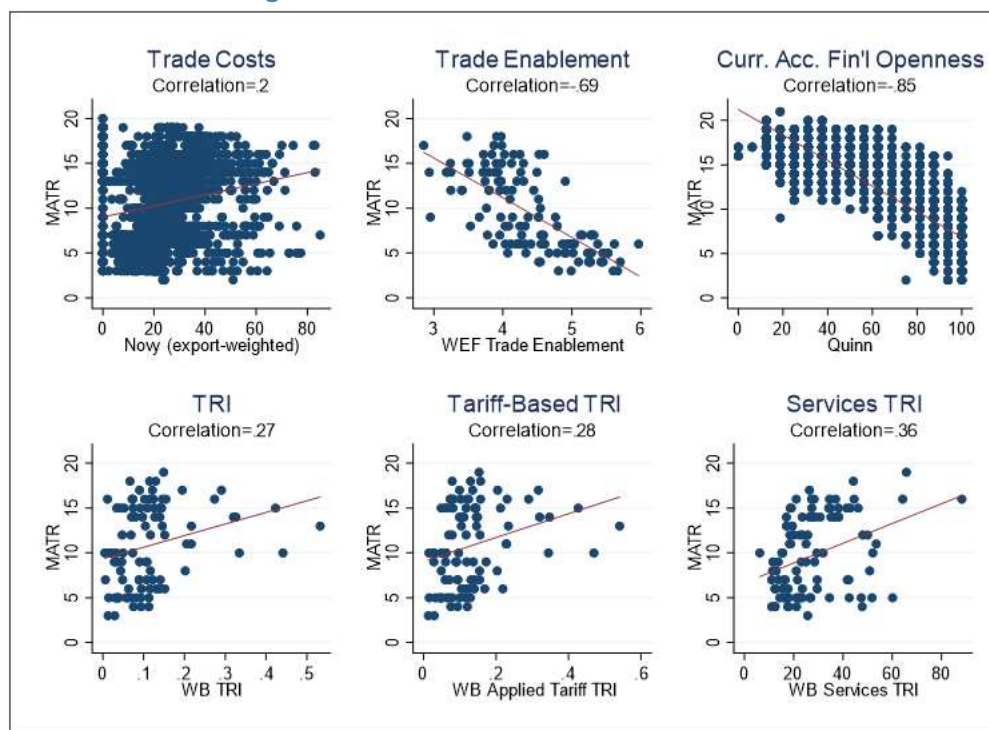 g
Trade Costs
Correlation=.2
MATR
0 5 10 15 20
0 20 40 60 80
Novy (export-weighted)
Trade Enablement
Correlation=-.69
MATR
0 5 10 15 20
3 4 5 6
WEF Trade Enablement
Curr. Acc. Fin'l Openness
Correlation=-.85
MATR
0 5 10 15 20
0 20 40 60 80 100
Quinn
TRI
Correlation=.27
MATR
0 5 10 15 20
0 .1 .2 .3 .4 .5
WB TRI
Tariff-Based TRI
Correlation=.28
MATR
0 5 10 15 20
0 .2 .4 .6
WB Applied Tariff TRI
Services TRI
Correlation=.36
MATR
0 5 10 15 20
0 20 40 60 80
WB Services TRI